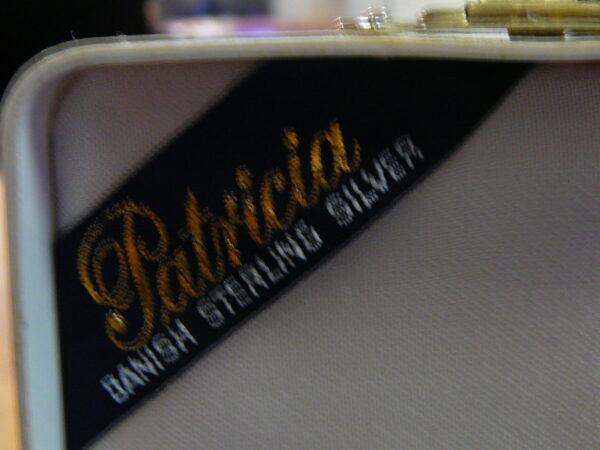 Patricia
DANISH STERLING SILVER